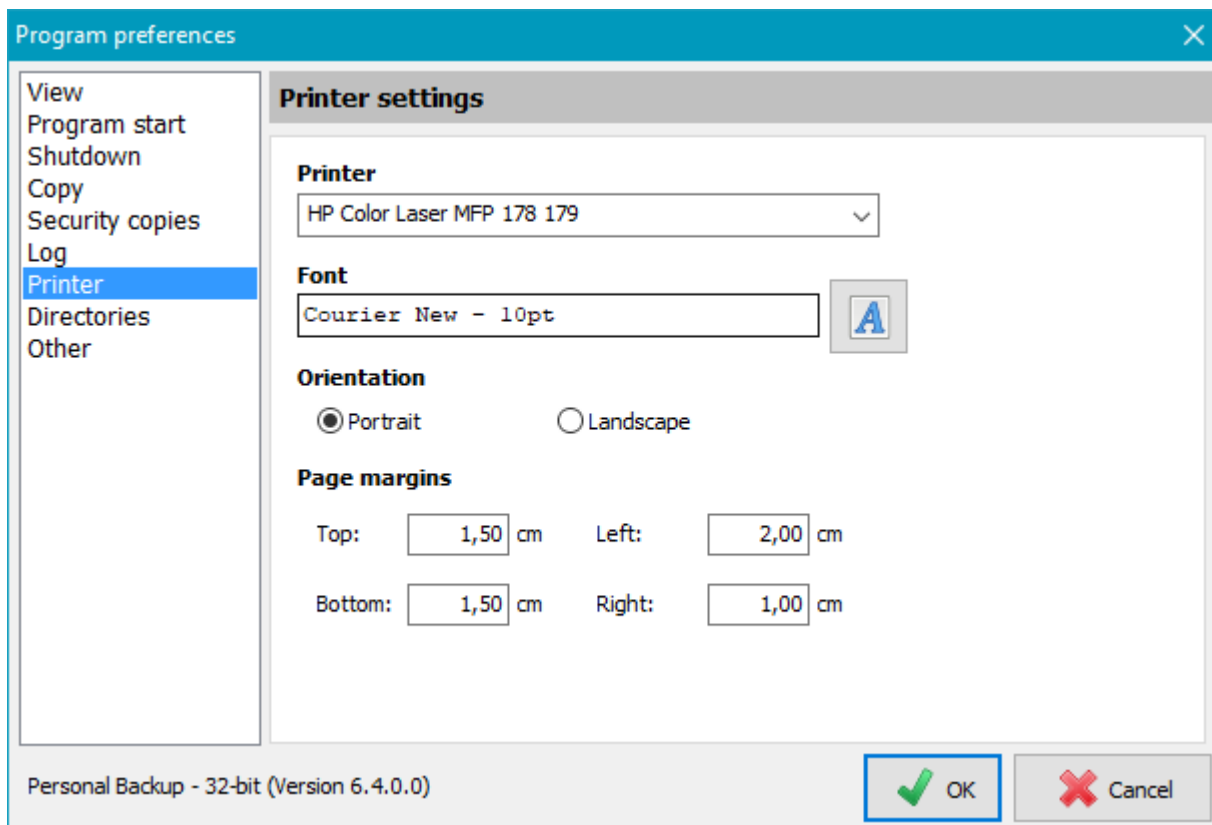 Program preferences
View
Program start
Shutdown
Copy
Security copies
Log
Printer
Directories
Other
Printer settings
Printer
HP Color Laser MFP 178 179
Font
Courier New - 10pt
A
Orientation
Portrait Landscape
Page margins
Top: 1,50 cm Left: 2,00 cm
Bottom: 1,50 cm Right: 1,00 cm
Personal Backup - 32-bit (Version 6.4.0.0)
OK Cancel